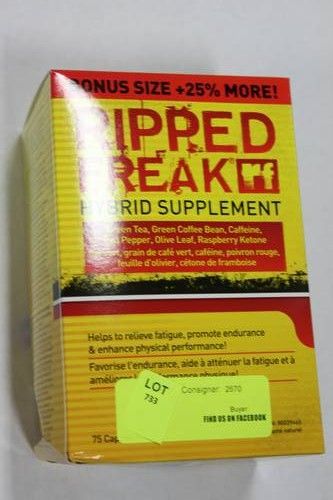 BONUS SIZE +25% MORE!
RIPPED
FREAK rf
HYBRID SUPPLEMENT
Green Tea, Green Coffee Bean, Caffeine,
Pepper, Olive Leaf, Raspberry Ketone
grain de café vert, caféine, poivron rouge,
feuille d'olivier, cétone de framboise
Helps to relieve fatigue, promote endurance
& enhance physical performance!
Favorise l'endurance, aide à atténuer la fatigue et à
physique!
LOT
733
Consigner: 2670
Buyer
FIND US ON FACEBOOK
75
naturel